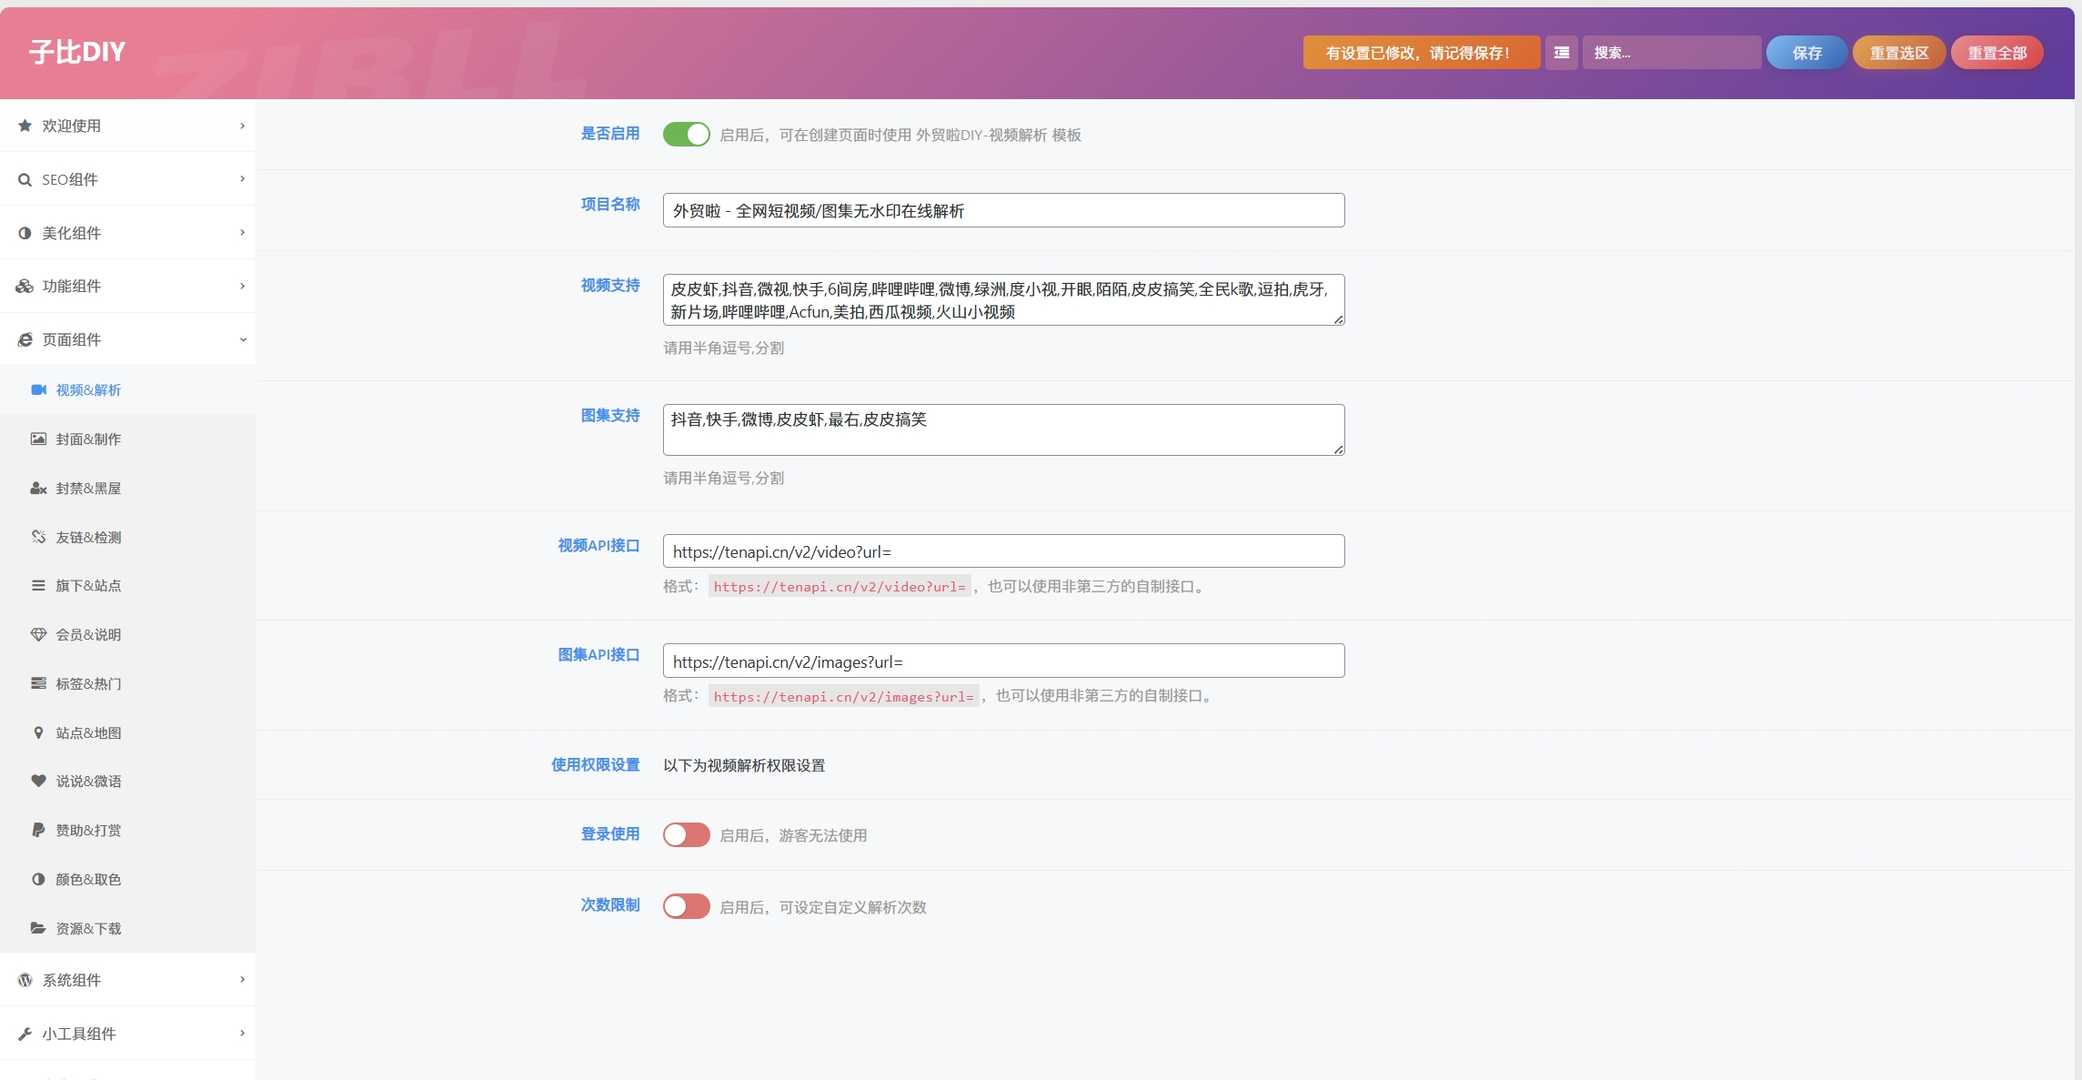 子比DIY
ZIBLL
有设置已修改，请记得保存！
搜索...
保存
重置选区
重置全部
欢迎使用
SEO组件
美化组件
功能组件
页面组件
视频&解析
封面&制作
封禁&黑屋
友链&检测
旗下&站点
会员&说明
标签&热门
站点&地图
说说&微语
赞助&打赏
颜色&取色
资源&下载
系统组件
小工具组件
是否启用
启用后，可在创建页面时使用 外贸啦DIY-视频解析 模板
项目名称
外贸啦 - 全网短视频/图集无水印在线解析
视频支持
皮皮虾,抖音,微视,快手,6间房,哔哩哔哩,微博,绿洲,度小视,开眼,陌陌,皮皮搞笑,全民k歌,逗拍,虎牙,
新片场,哔哩哔哩,Acfun,美拍,西瓜视频,火山小视频
请用半角逗号,分割
图集支持
抖音,快手,微博,皮皮虾,最右,皮皮搞笑
请用半角逗号,分割
视频API接口
https://tenapi.cn/v2/video?url=
格式： https://tenapi.cn/v2/video?url= ，也可以使用非第三方的自制接口。
图集API接口
https://tenapi.cn/v2/images?url=
格式： https://tenapi.cn/v2/images?url= ，也可以使用非第三方的自制接口。
使用权限设置
以下为视频解析权限设置
登录使用
启用后，游客无法使用
次数限制
启用后，可设定自定义解析次数